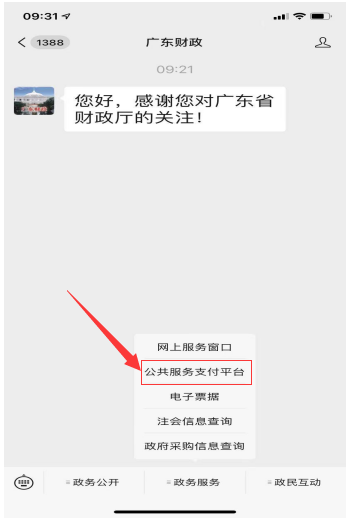 09:31
1388
广东财政
09:21
您好，感谢您对广东省
财政厅的关注！
网上服务窗口
公共服务支付平台
电子票据
注会信息查询
政府采购信息查询
政务公开
政务服务
政民互动